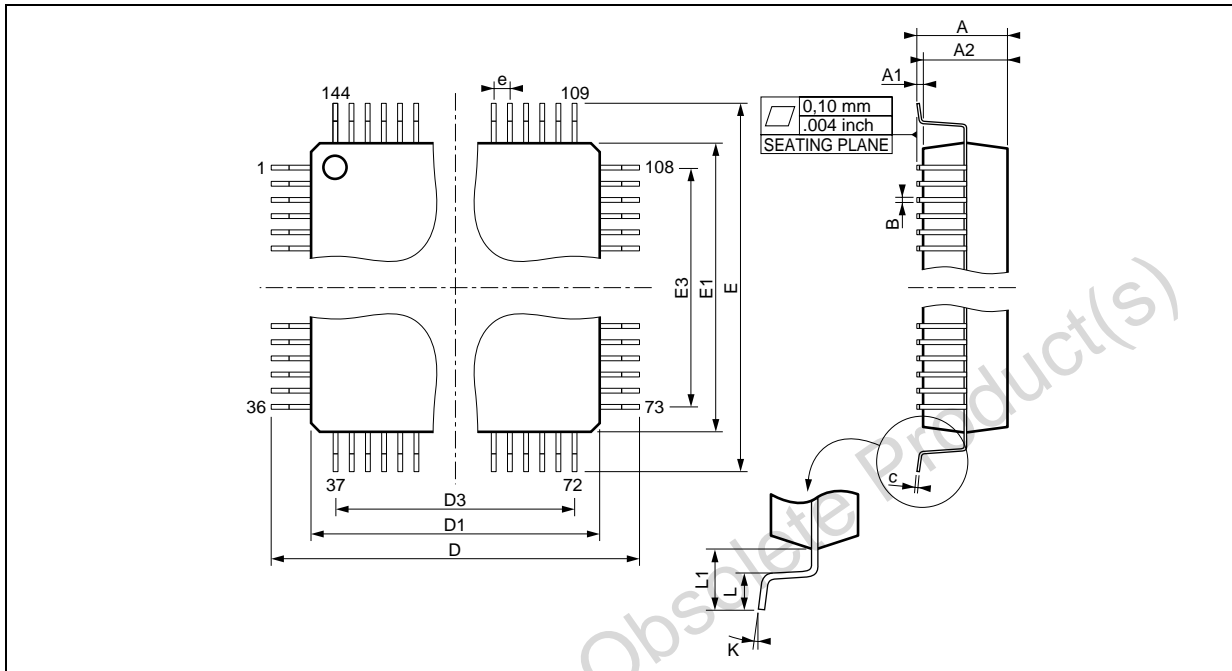 A
A2
A1
e
144
109
0,10 mm
.004 inch
SEATING PLANE
1
108
B
E3
E1
E
36
73
37
72
c
D3
D1
D
L1
L
K
Obsolete Product(s)